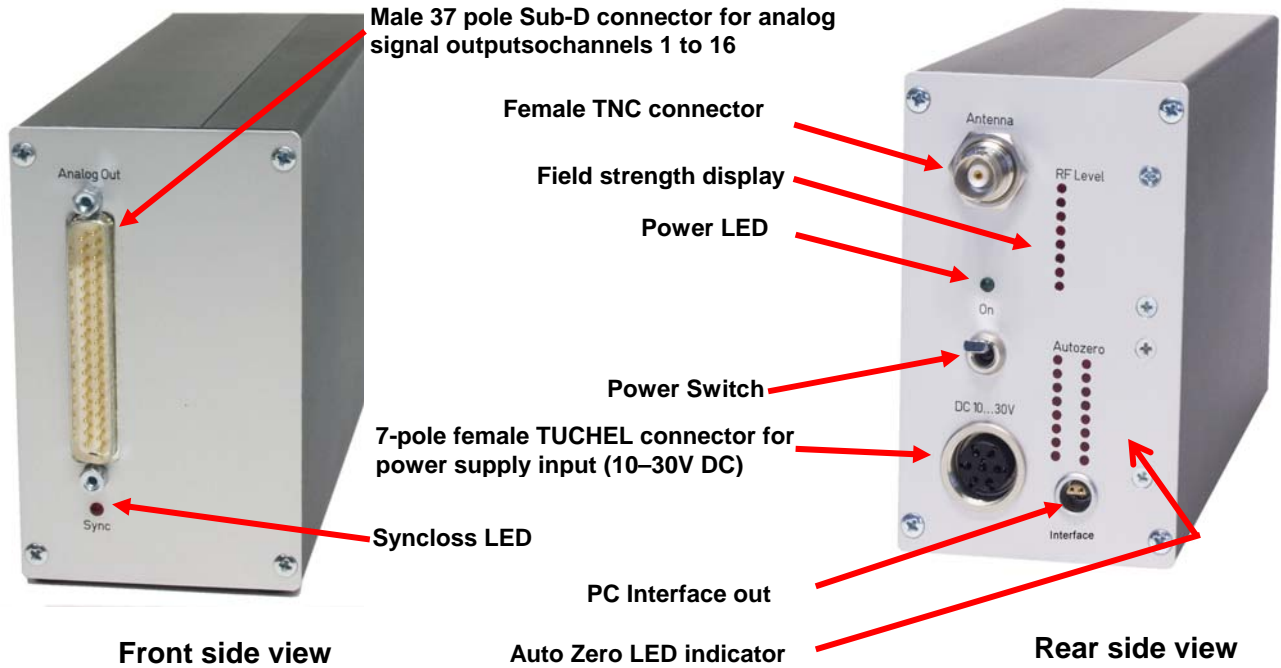 Male 37 pole Sub-D connector for analog
signal outputsochannels 1 to 16
Female TNC connector
Antenna
Field strength display
RF Level
Analog Out
Power LED
On
Autozero
Power Switch
DC 10...30V
7-pole female TUCHEL connector for
power supply input (10–30V DC)
Sync
Syncloss LED
Interface
PC Interface out
Front side view
Auto Zero LED indicator
Rear side view